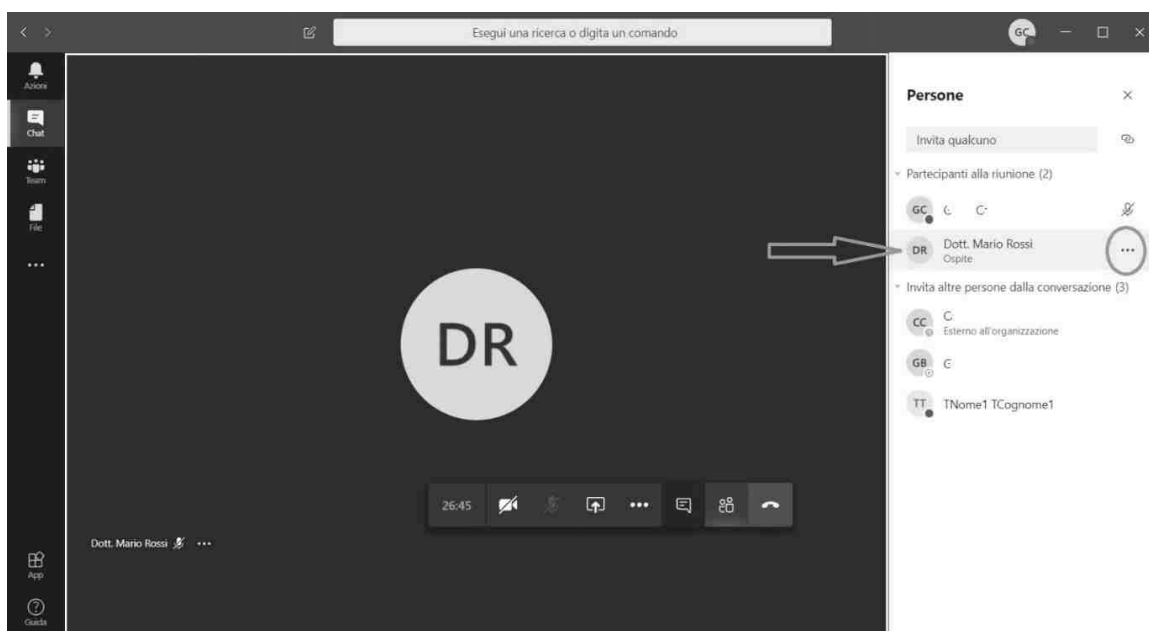 Esegui una ricerca o digita un comando
GC
Azioni
Chat
Team
File
App
Guida
DR
26:45
Dott. Mario Rossi
Persone
Invita qualcuno
Partecipanti alla riunione (2)
GC
DR
Dott. Mario Rossi
Ospite
Invita altre persone dalla conversazione (3)
CC
Esterno all'organizzazione
GB
TT
TNome1 TCognome1